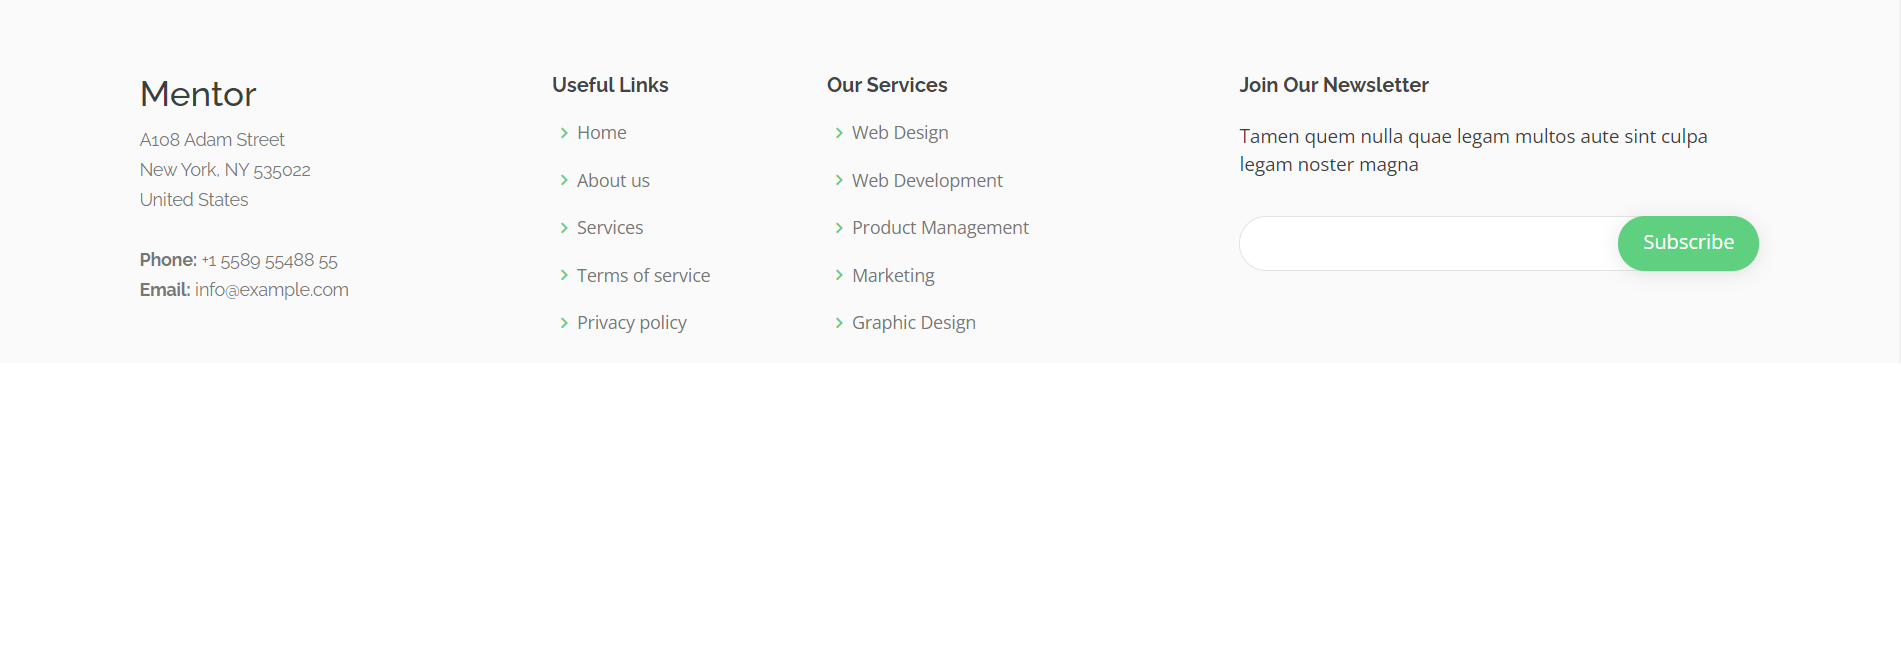 Mentor
A108 Adam Street
New York, NY 535022
United States
Phone: +1 5589 55488 55
Email: info@example.com
Useful Links
Home
About us
Services
Terms of service
Privacy policy
Our Services
Web Design
Web Development
Product Management
Marketing
Graphic Design
Join Our Newsletter
Tamen quem nulla quae legam multos aute sint culpa
legam noster magna
Subscribe